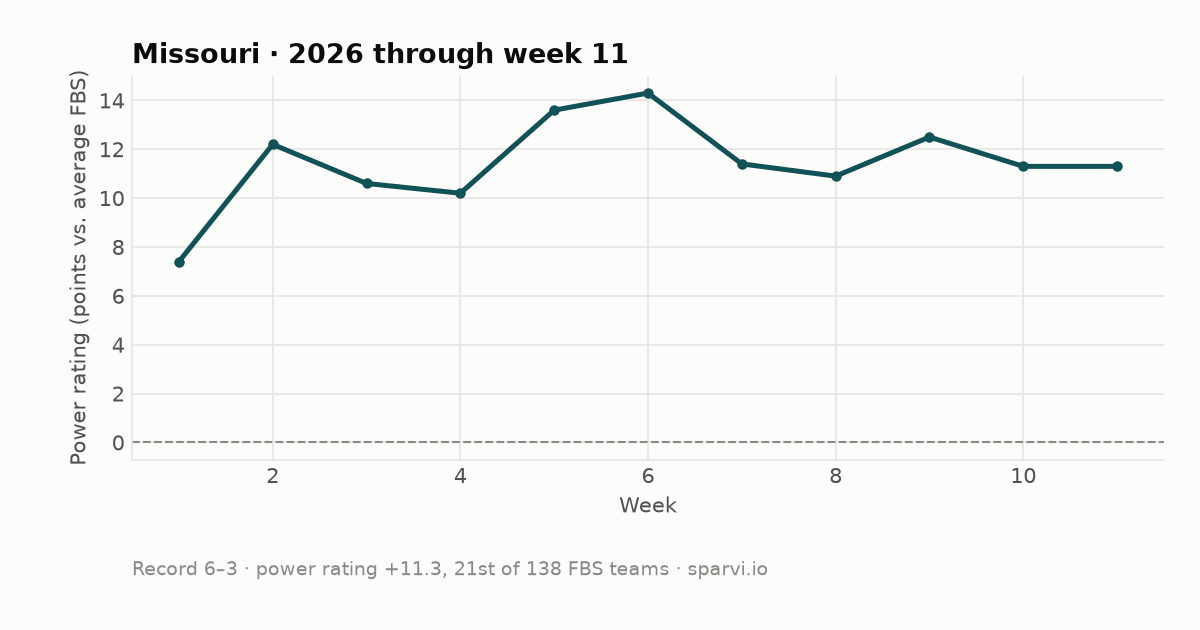 Missouri · 2026 through week 11
Power rating (points vs. average FBS)
14
12
10
8
6
4
2
0
2 4 6 8 10
Week
Record 6–3 · power rating +11.3, 21st of 138 FBS teams · sparvi.io